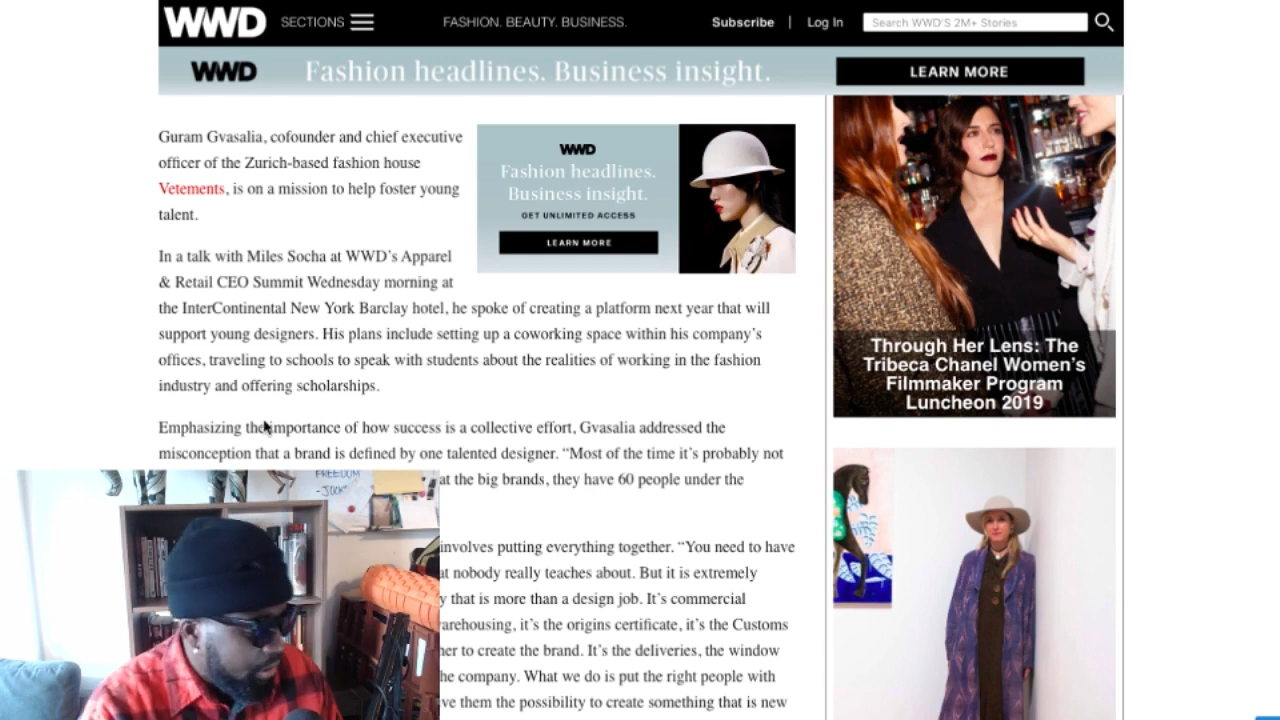 WWD
SECTIONS
FASHION. BEAUTY. BUSINESS.
Subscribe | Log In
Search WWD'S 2M+ Stories
WWD
Fashion headlines. Business insight.
LEARN MORE
Guram Gvasalia, cofounder and chief executive
officer of the Zurich-based fashion house
Vetements, is on a mission to help foster young
talent.
WWD
Fashion headlines.
Business insight.
GET UNLIMITED ACCESS
LEARN MORE
In a talk with Miles Socha at WWD’s Apparel
& Retail CEO Summit Wednesday morning at
the InterContinental New York Barclay hotel, he spoke of creating a platform next year that will
support young designers. His plans include setting up a coworking space within his company’s
offices, traveling to schools to speak with students about the realities of working in the fashion
industry and offering scholarships.
Emphasizing the importance of how success is a collective effort, Gvasalia addressed the
misconception that a brand is defined by one talented designer. “Most of the time it’s probably not
at the big brands, they have 60 people under the
involves putting everything together. “You need to have
at nobody really teaches about. But it is extremely
y that is more than a design job. It’s commercial
arehousing, it’s the origins certificate, it’s the Customs
her to create the brand. It’s the deliveries, the window
he company. What we do is put the right people with
ve them the possibility to create something that is new
Through Her Lens: The
Tribeca Chanel Women’s
Filmmaker Program
Luncheon 2019
FREEDOM
-JOCK